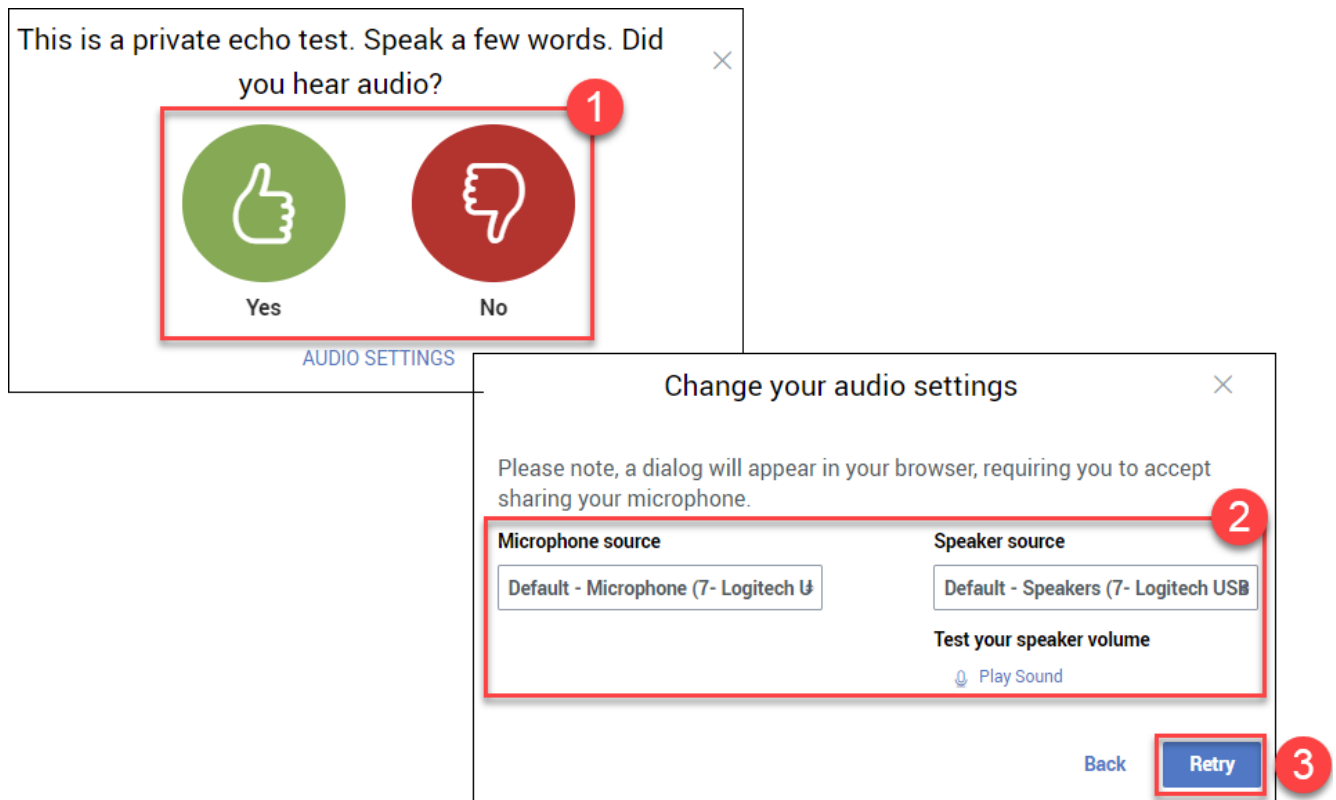 This is a private echo test. Speak a few words. Did
you hear audio?
1
Yes
No
AUDIO SETTINGS
Change your audio settings
Please note, a dialog will appear in your browser, requiring you to accept
sharing your microphone.
2
Microphone source
Speaker source
Default - Microphone (7- Logitech U
Default - Speakers (7- Logitech USB
Test your speaker volume
Play Sound
Back
Retry
3